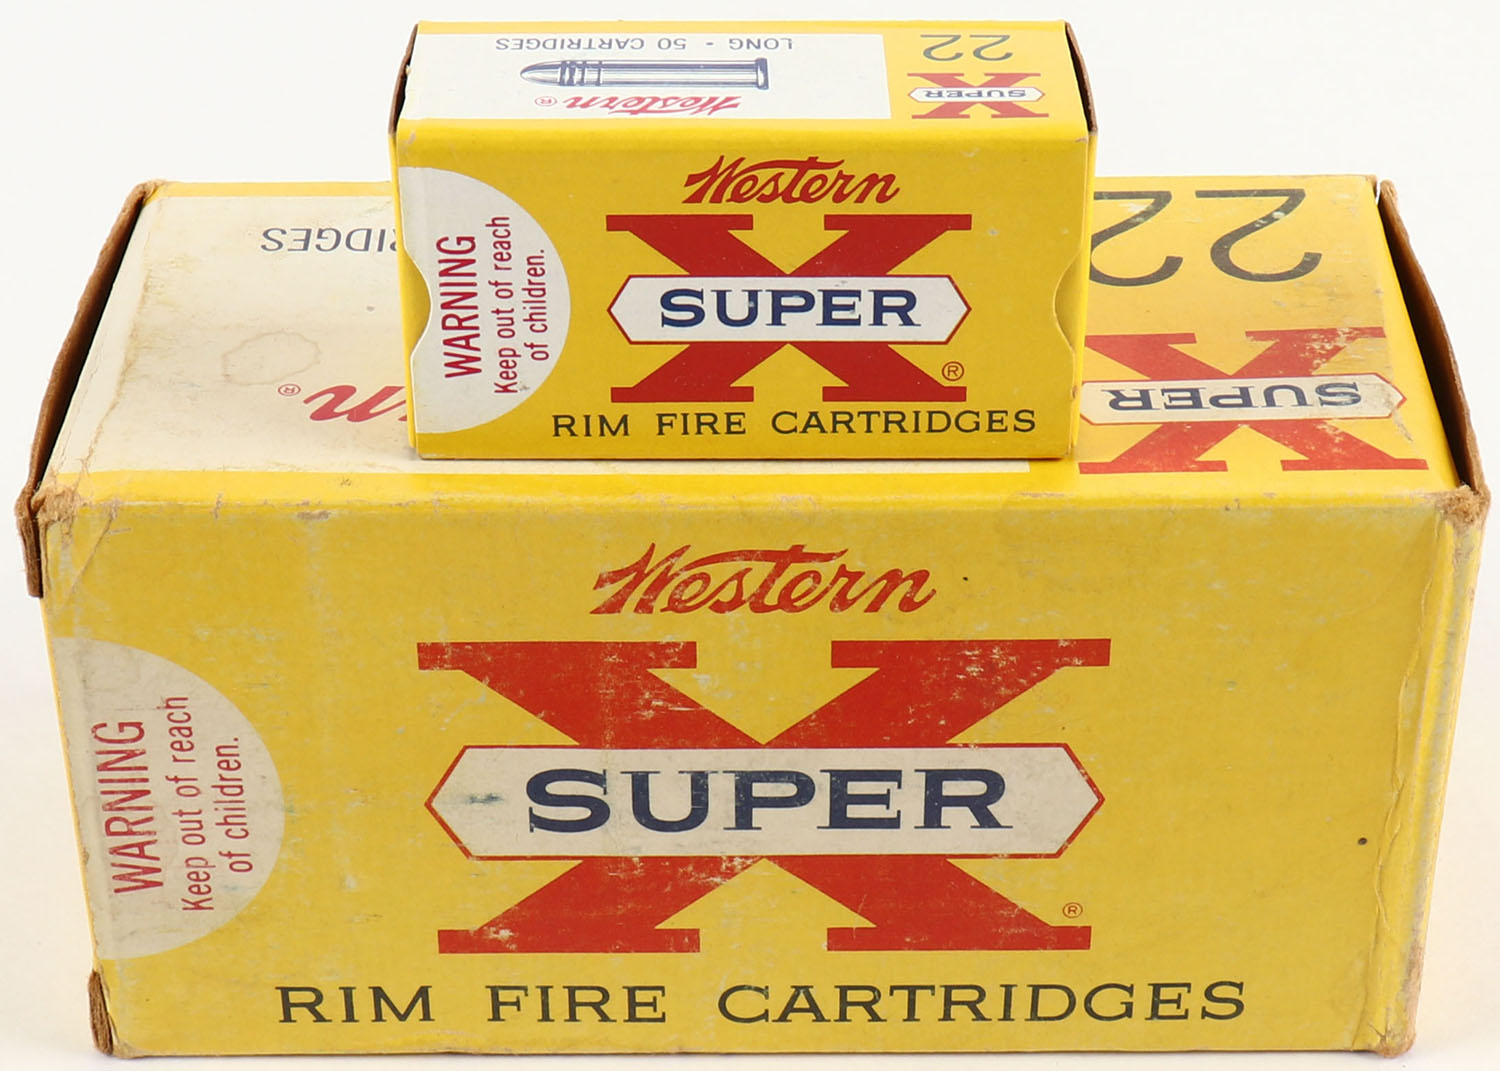 LONG · 50 CARTRIDGES
22
Western®
SUPER X
Western
X
SUPER
®
RIM FIRE CARTRIDGES
WARNING
Keep out of reach
of children.
22
SUPER X
®
Western
X
SUPER
®
RIM FIRE CARTRIDGES
WARNING
Keep out of reach
of children.